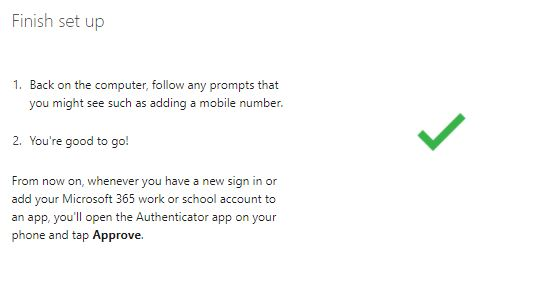 Finish set up
1. Back on the computer, follow any prompts that
you might see such as adding a mobile number.
2. You're good to go!
From now on, whenever you have a new sign in or
add your Microsoft 365 work or school account to
an app, you'll open the Authenticator app on your
phone and tap Approve.